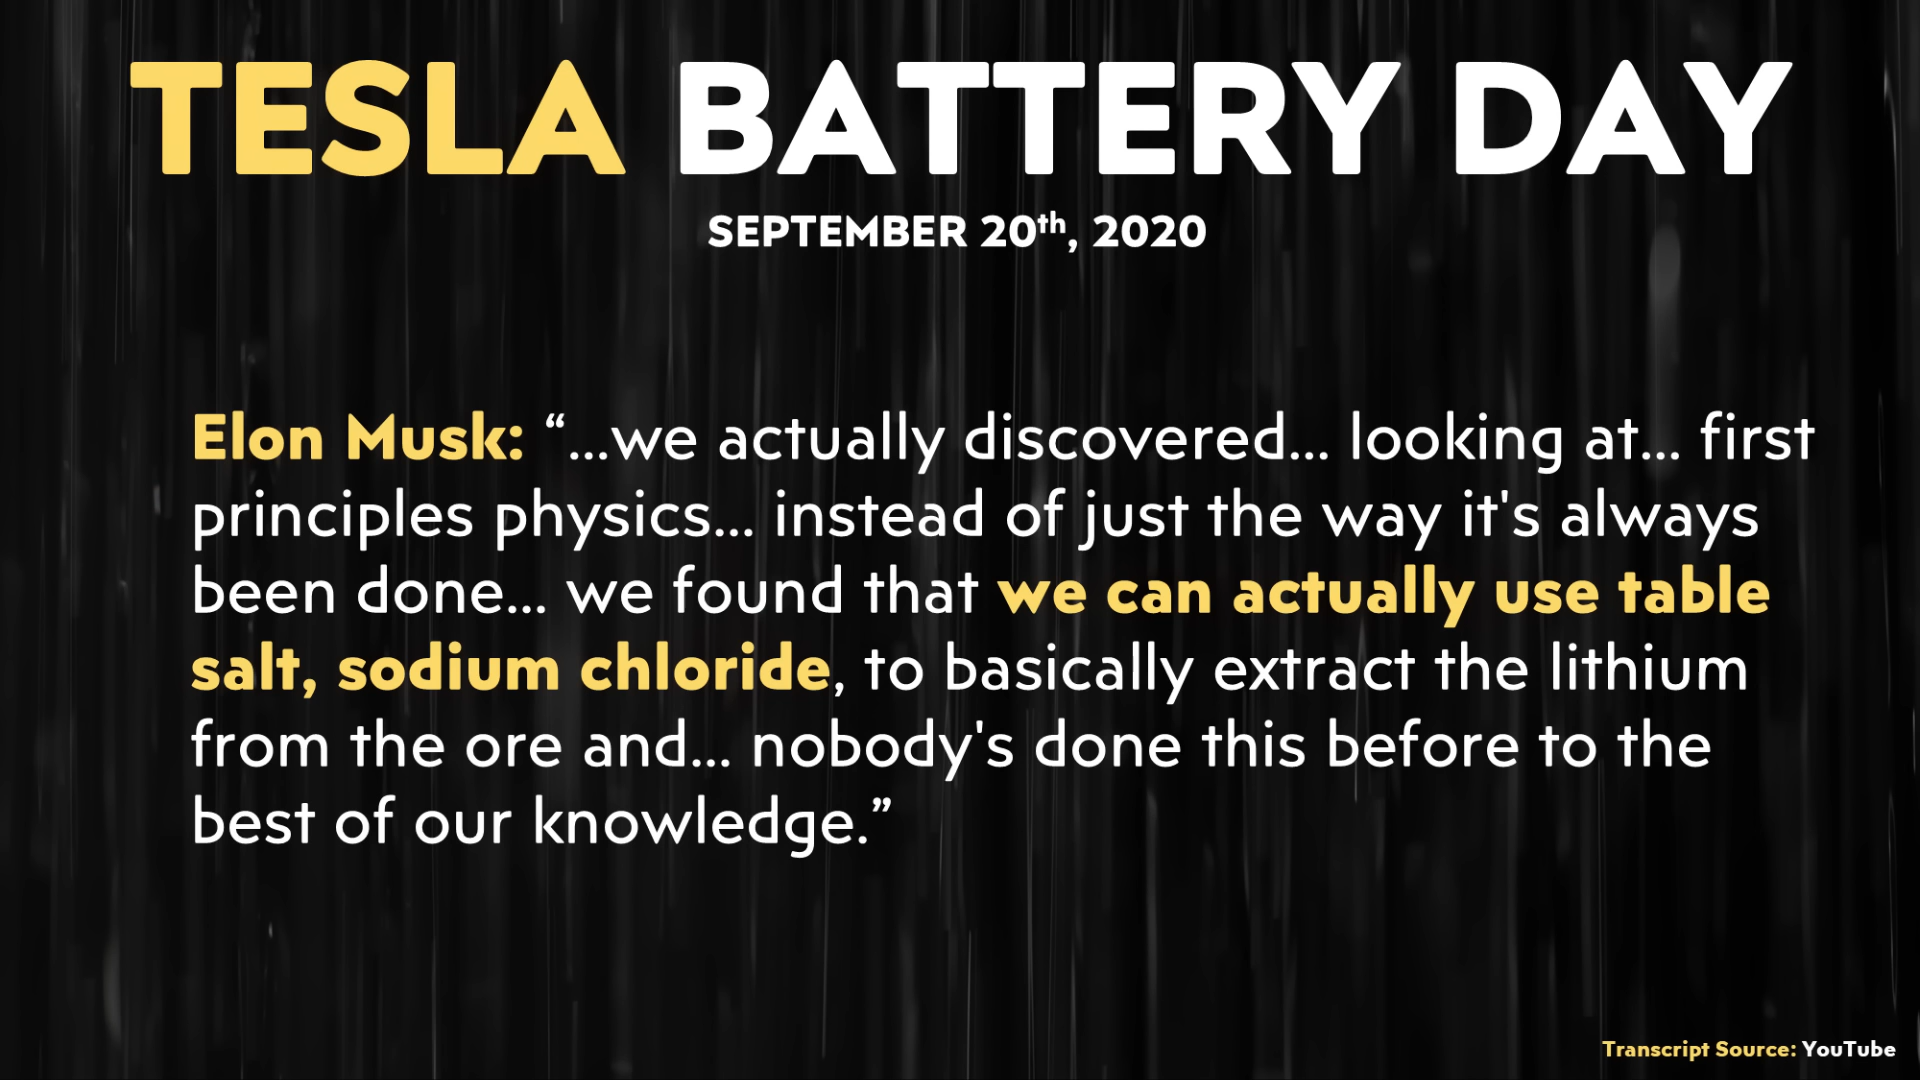 TESLA BATTERY DAY
SEPTEMBER 20th, 2020
Elon Musk: “...we actually discovered... looking at... first
principles physics... instead of just the way it's always
been done... we found that we can actually use table
salt, sodium chloride, to basically extract the lithium
from the ore and... nobody's done this before to the
best of our knowledge.”
Transcript Source: YouTube